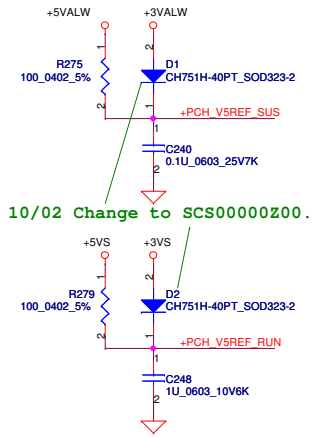 +5VALW +3VALW
1 2
R275 D1
100_0402_5% CH751H-40PT_SOD323-2
2 1
+PCH_V5REF_SUS
1
C240
0.1U_0603_25V7K
2
10/02 Change to SCS00000Z00.
+5VS +3VS
1 2
R279 D2
100_0402_5% CH751H-40PT_SOD323-2
2 1
+PCH_V5REF_RUN
1
C248
1U_0603_10V6K
2